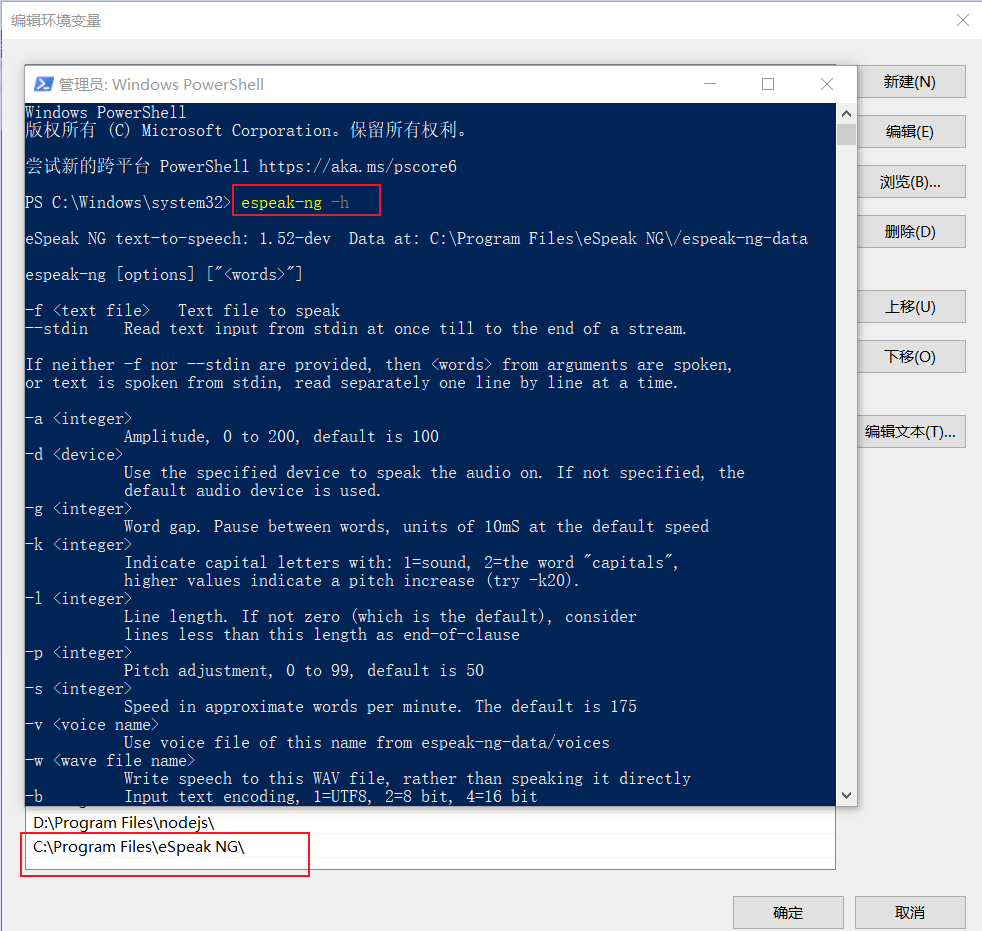 编辑环境变量
管理员: Windows PowerShell
Windows PowerShell
版权所有 (C) Microsoft Corporation。保留所有权利。
尝试新的跨平台 PowerShell https://aka.ms/pscore6
PS C:\Windows\system32> espeak-ng -h
eSpeak NG text-to-speech: 1.52-dev  Data at: C:\Program Files\eSpeak NG\/espeak-ng-data
espeak-ng [options] ["<words>"]
-f <text file>   Text file to speak
--stdin    Read text input from stdin at once till to the end of a stream.
If neither -f nor --stdin are provided, then <words> from arguments are spoken,
or text is spoken from stdin, read separately one line by line at a time.
-a <integer>
Amplitude, 0 to 200, default is 100
-d <device>
Use the specified device to speak the audio on. If not specified, the
default audio device is used.
-g <integer>
Word gap. Pause between words, units of 10mS at the default speed
-k <integer>
Indicate capital letters with: 1=sound, 2=the word "capitals",
higher values indicate a pitch increase (try -k20).
-l <integer>
Line length. If not zero (which is the default), consider
lines less than this length as end-of-clause
-p <integer>
Pitch adjustment, 0 to 99, default is 50
-s <integer>
Speed in approximate words per minute. The default is 175
-v <voice name>
Use voice file of this name from espeak-ng-data/voices
-w <wave file name>
Write speech to this WAV file, rather than speaking it directly
-b         Input text encoding, 1=UTF8, 2=8 bit, 4=16 bit
D:\Program Files\nodejs\
C:\Program Files\eSpeak NG\
新建(N)
编辑(E)
浏览(B)...
删除(D)
上移(U)
下移(O)
编辑文本(T)...
确定
取消